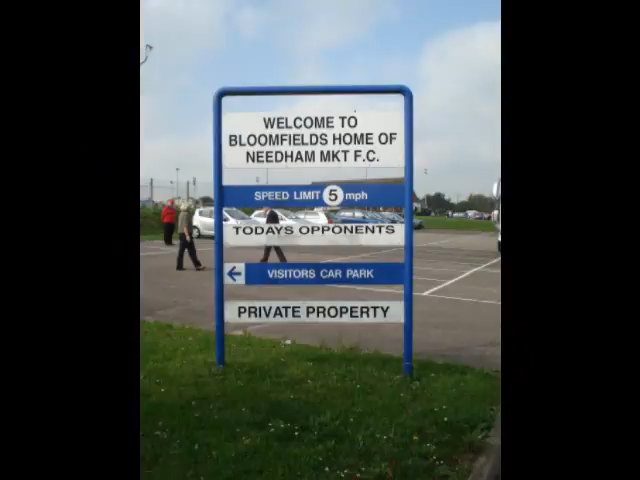 WELCOME TO
BLOOMFIELDS HOME OF
NEEDHAM MKT F.C.
SPEED LIMIT 5 mph
TODAYS OPPONENTS
VISITORS CAR PARK
PRIVATE PROPERTY